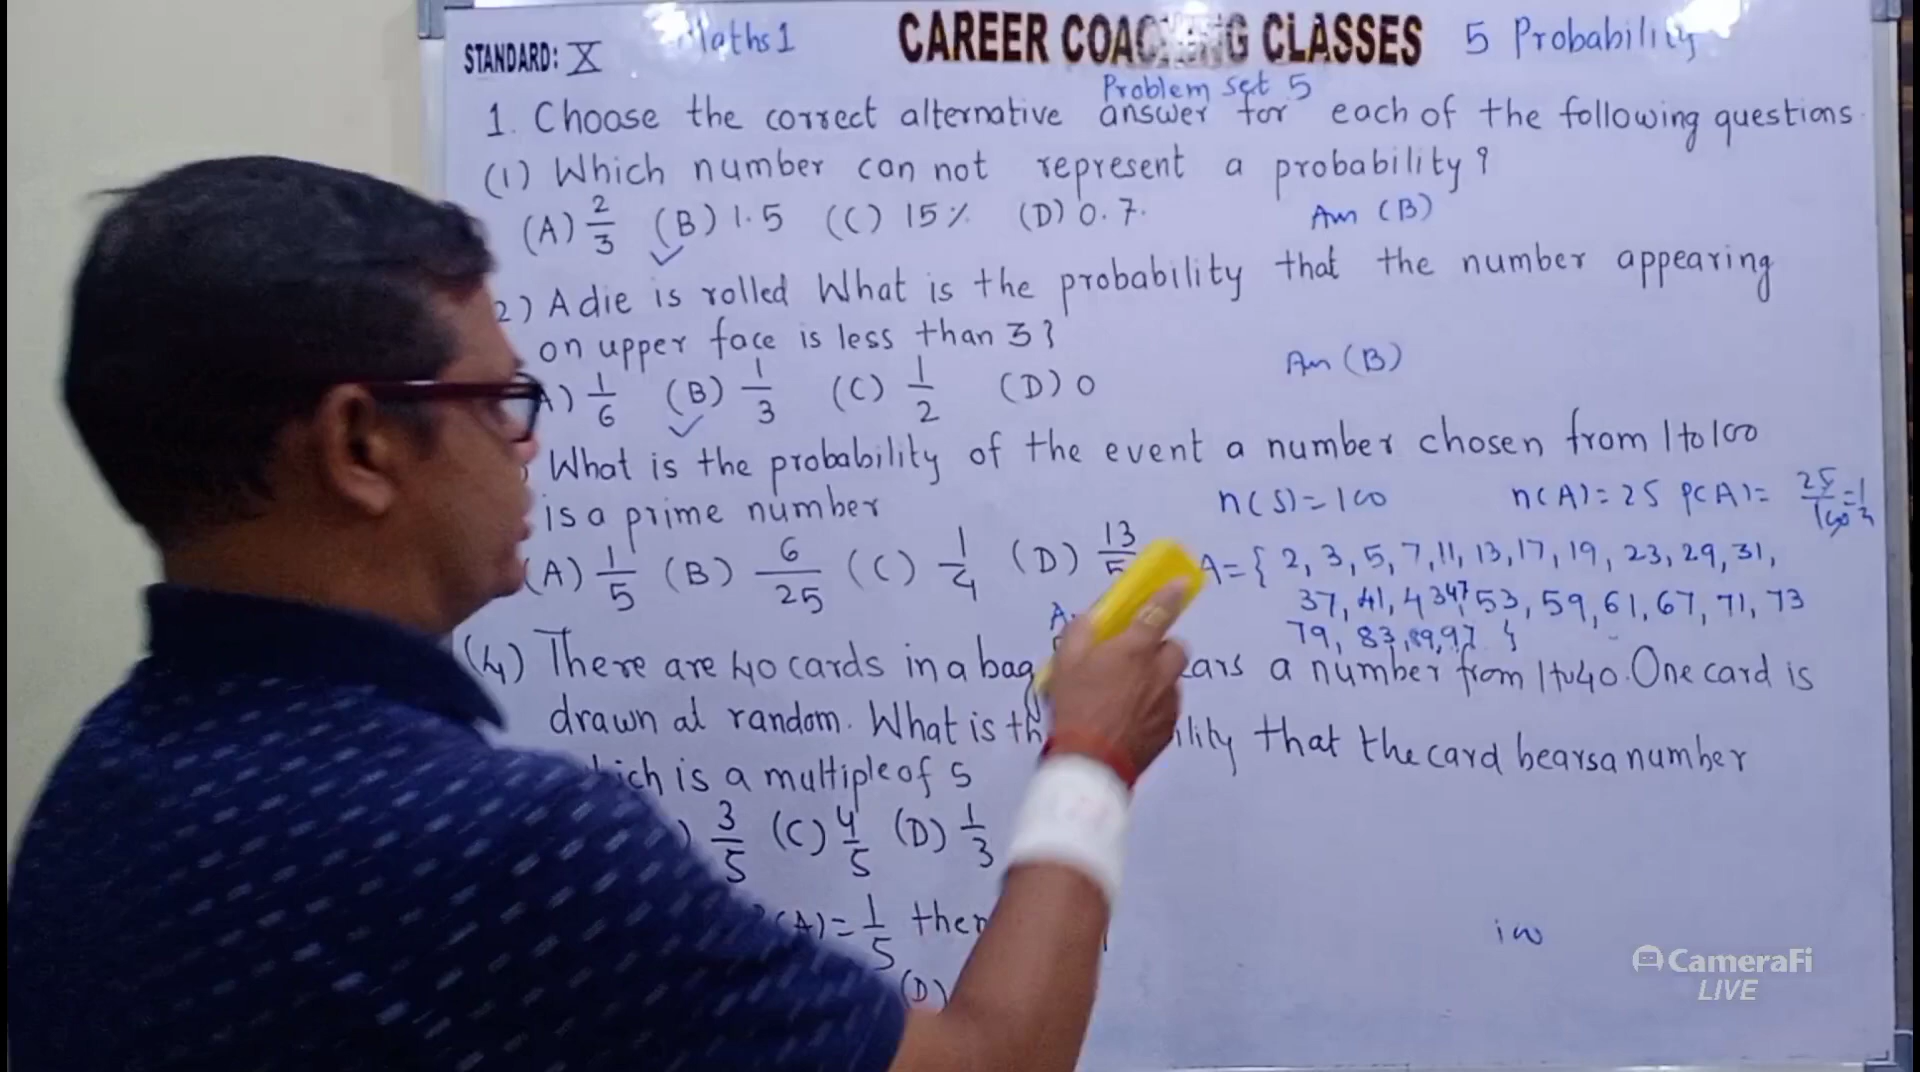 STANDARD: X Maths 1 CAREER COACHING CLASSES 5 Probability
Problem set 5
1. Choose the correct alternative answer for each of the following questions.
(1) Which number can not represent a probability?
(A) 2/3 (B) 1.5 (C) 15% (D) 0.7. Ans (B)
2) A die is rolled What is the probability that the number appearing
on upper face is less than 3?
A) 1/6 (B) 1/3 (C) 1/2 (D) 0 Ans (B)
What is the probability of the event a number chosen from 1 to 100
is a prime number n(S)=100 n(A)=25 P(A)= 25/100 =
(A) 1/5 (B) 6/25 (C) 1/4 (D) 13 A={ 2, 3, 5, 7, 11, 13, 17, 19, 23, 29, 31,
37, 41, 43 47, 53, 59, 61, 67, 71, 73
79, 83, 89, 97 }
(4) There are 40 cards in a bag a number from 1 to 40. One card is
drawn at random. What is that the card bears a number
is a multiple of 5
3/5 (C) 4/5 (D) 1/3
(A)= 1/5 then
(D)
CameraFi
LIVE